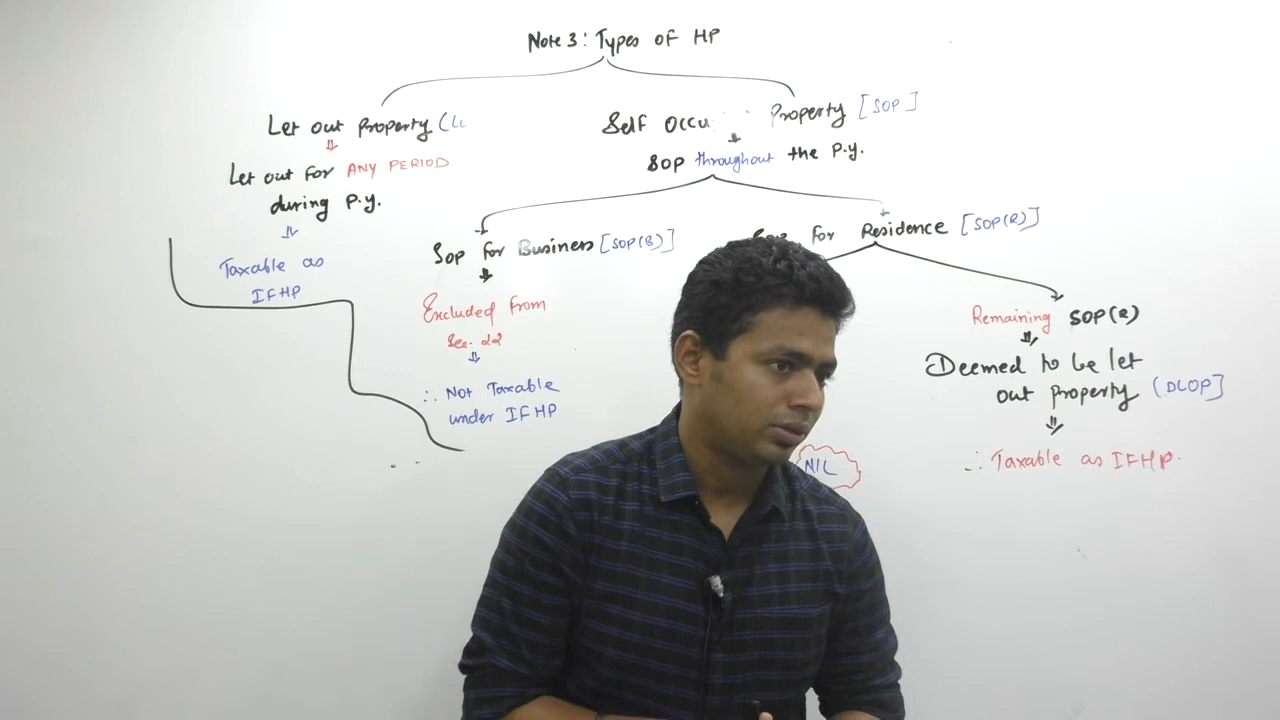 Note 3: Types of HP
Let out Property (L
Let out for ANY PERIOD
during P.y.
Taxable as
IFHP
Self Occu Property [SOP]
SOP throughout the P.y.
Sop for Business [SOP(B)]
Excluded from
Sec. 22
∴ Not Taxable
under IFHP
for Residence [SOP(R)]
NIL
Remaining SOP(R)
Deemed to be let
out property (DLOP]
∴ Taxable as IFHP.